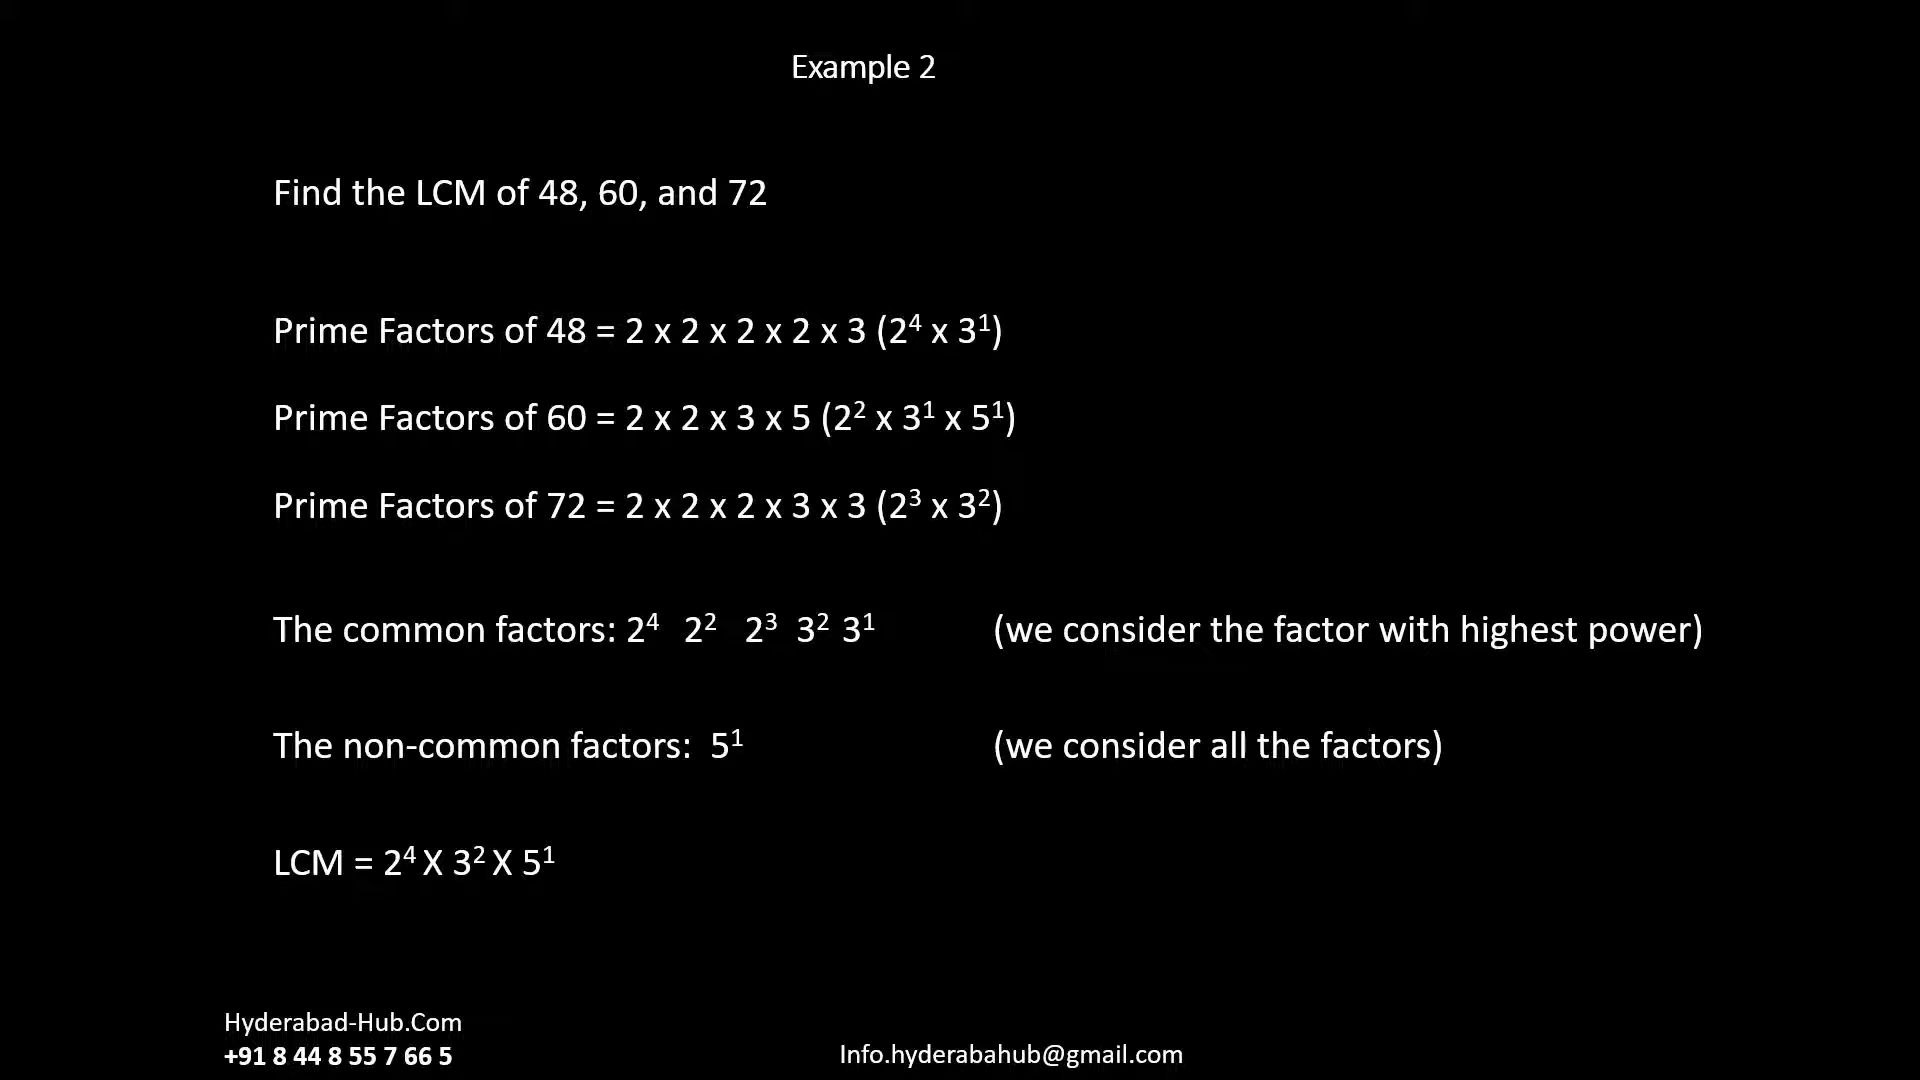 Example 2
Find the LCM of 48, 60, and 72
Prime Factors of 48 = 2 x 2 x 2 x 2 x 3 (2⁴ x 3¹)
Prime Factors of 60 = 2 x 2 x 3 x 5 (2² x 3¹ x 5¹)
Prime Factors of 72 = 2 x 2 x 2 x 3 x 3 (2³ x 3²)
The common factors: 2⁴ 2² 2³ 3² 3¹ (we consider the factor with highest power)
The non-common factors: 5¹ (we consider all the factors)
LCM = 2⁴ X 3² X 5¹
Hyderabad-Hub.Com
+91 8 44 8 55 7 66 5
Info.hyderabahub@gmail.com